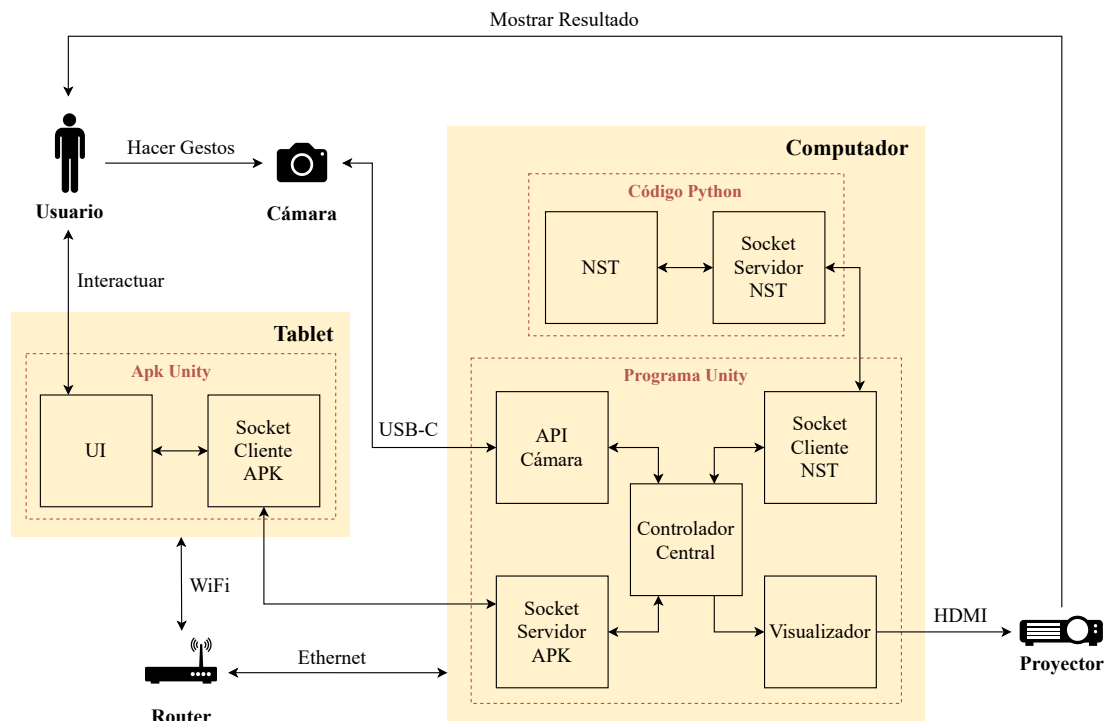 Mostrar Resultado
Hacer Gestos
Usuario
Cámara
Computador
Código Python
NST
Socket
Servidor
NST
Interactuar
Tablet
Apk Unity
UI
Socket
Cliente
APK
USB-C
Programa Unity
API
Cámara
Socket
Cliente
NST
Controlador
Central
WiFi
Socket
Servidor
APK
Visualizador
HDMI
Proyector
Ethernet
Router